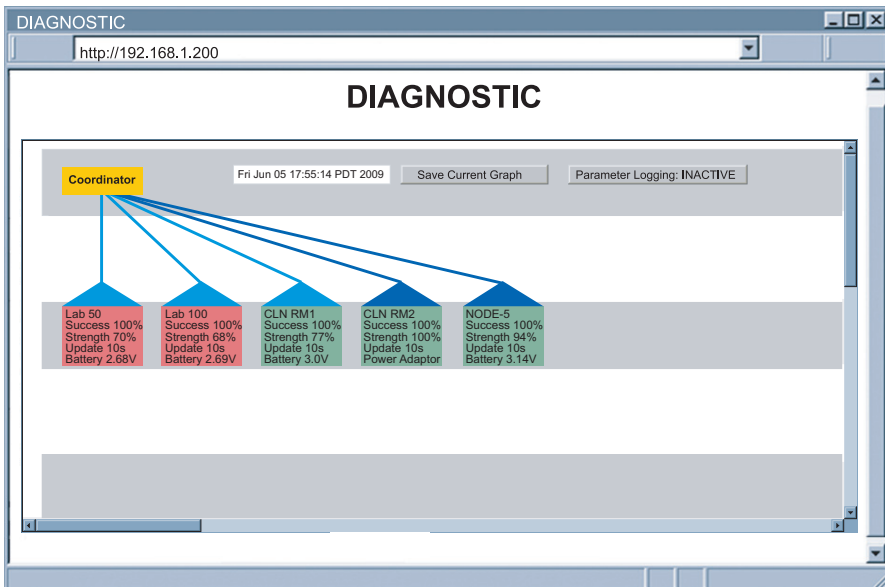 DIAGNOSTIC
http://192.168.1.200
DIAGNOSTIC
Coordinator
Fri Jun 05 17:55:14 PDT 2009
Save Current Graph
Parameter Logging: INACTIVE
Lab 50
Success 100%
Strength 70%
Update 10s
Battery 2.68V
Lab 100
Success 100%
Strength 68%
Update 10s
Battery 2.69V
CLN RM1
Success 100%
Strength 77%
Update 10s
Battery 3.0V
CLN RM2
Success 100%
Strength 100%
Update 10s
Power Adaptor
NODE-5
Success 100%
Strength 94%
Update 10s
Battery 3.14V